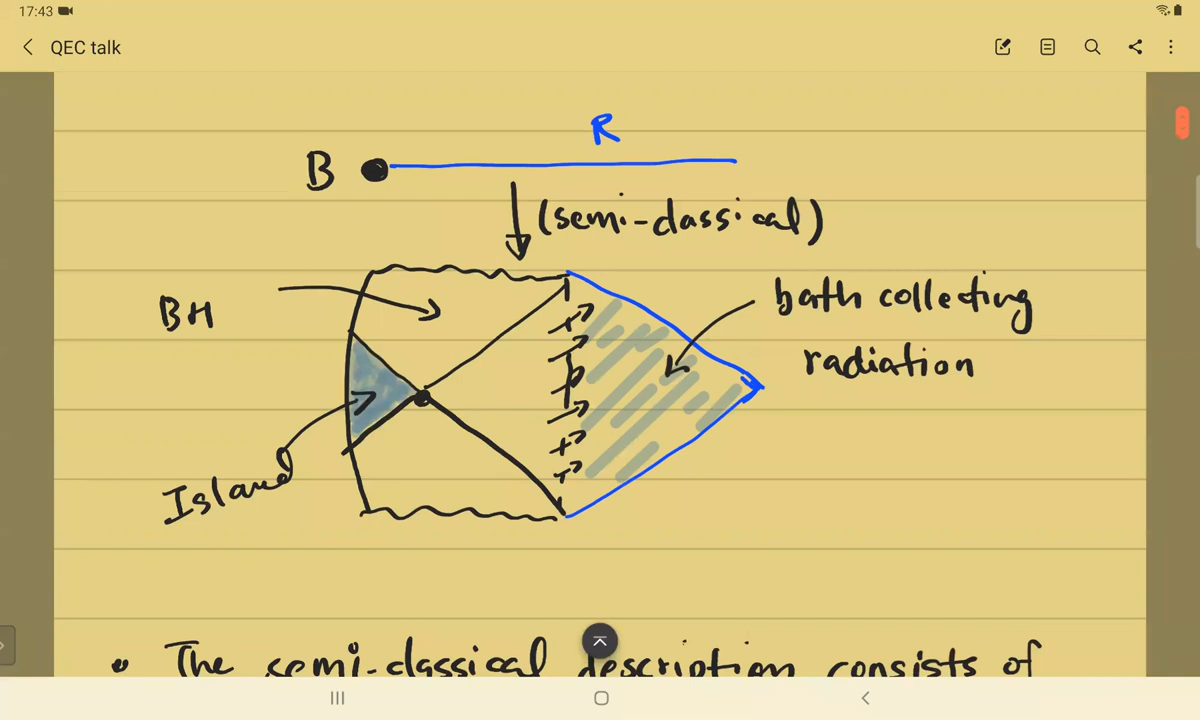 17:43
QEC talk
R
B
(semi-classical)
BH
bath collecting
radiation
Island
• The semi-classical description consists of